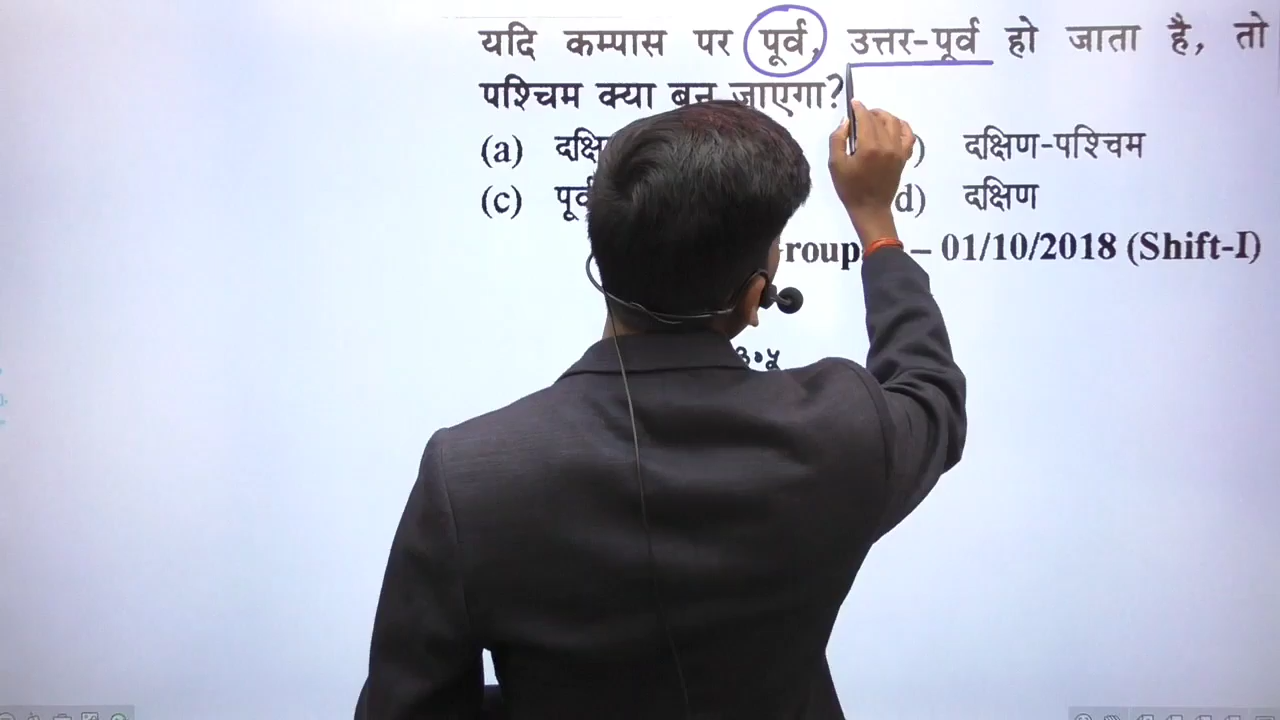 यदि कम्पास पर पूर्व, उत्तर-पूर्व हो जाता है, तो
पश्चिम क्या बन जाएगा?
(a) (b) दक्षिण-पश्चिम
(c) (d) दक्षिण
– 01/10/2018 (Shift-I)